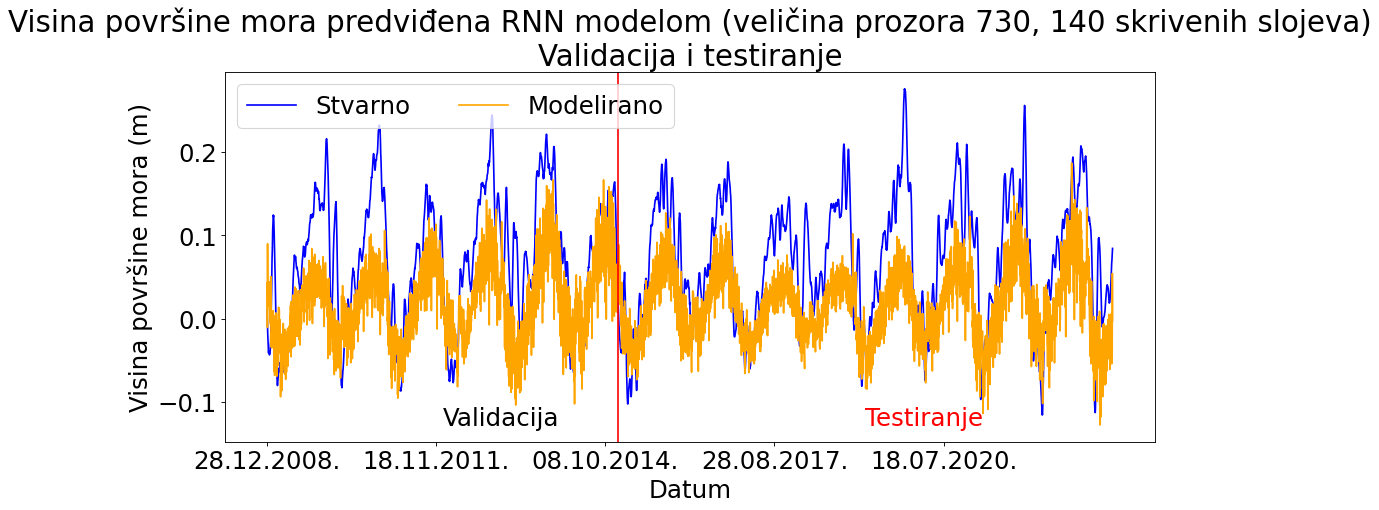 Visina površine mora predviđena RNN modelom (veličina prozora 730, 140 skrivenih slojeva)
Validacija i testiranje
Stvarno Modelirano
Visina površine mora (m)
0.2
0.1
0.0
−0.1
Validacija Testiranje
28.12.2008. 18.11.2011. 08.10.2014. 28.08.2017. 18.07.2020.
Datum